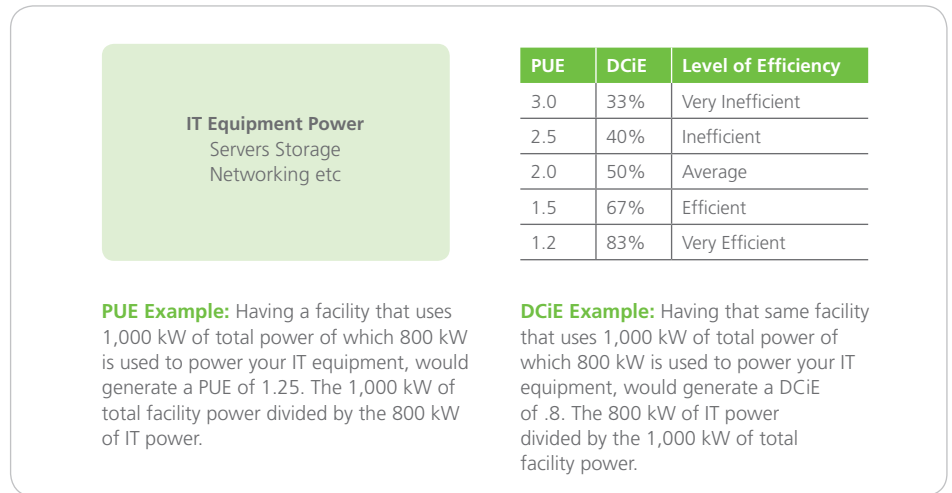 IT Equipment Power
Servers Storage
Networking etc
PUE DCiE Level of Efficiency
3.0 33% Very Inefficient
2.5 40% Inefficient
2.0 50% Average
1.5 67% Efficient
1.2 83% Very Efficient
PUE Example: Having a facility that uses
1,000 kW of total power of which 800 kW
is used to power your IT equipment, would
generate a PUE of 1.25. The 1,000 kW of
total facility power divided by the 800 kW
of IT power.
DCiE Example: Having that same facility
that uses 1,000 kW of total power of
which 800 kW is used to power your IT
equipment, would generate a DCiE
of .8. The 800 kW of IT power
divided by the 1,000 kW of total
facility power.